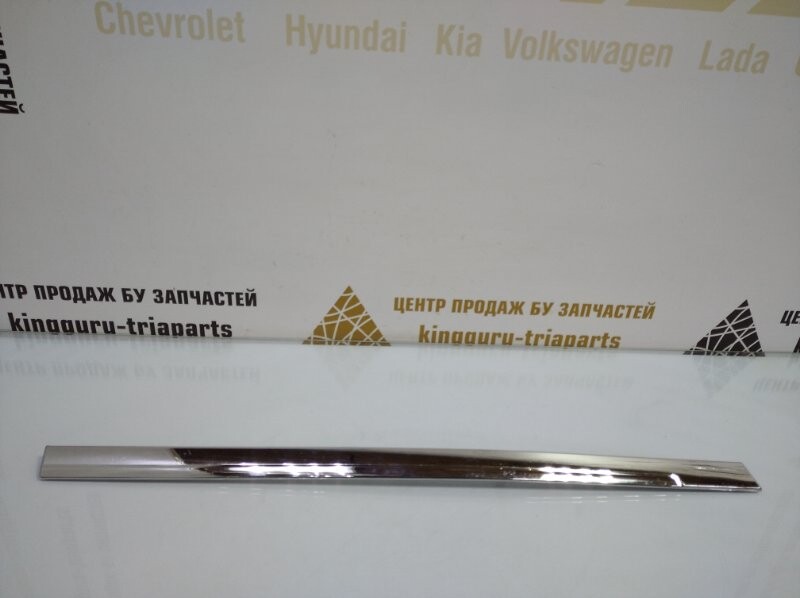 Chevrolet Hyundai Kia Volkswagen Lada
ЦЕНТР ПРОДАЖ БУ ЗАПЧАСТЕЙ
kingguru-triaparts
ЦЕНТР ПРОДАЖ БУ ЗАПЧАСТЕЙ
kingguru-triaparts